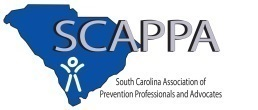 SCAPPA
South Carolina Association of
Prevention Professionals and Advocates